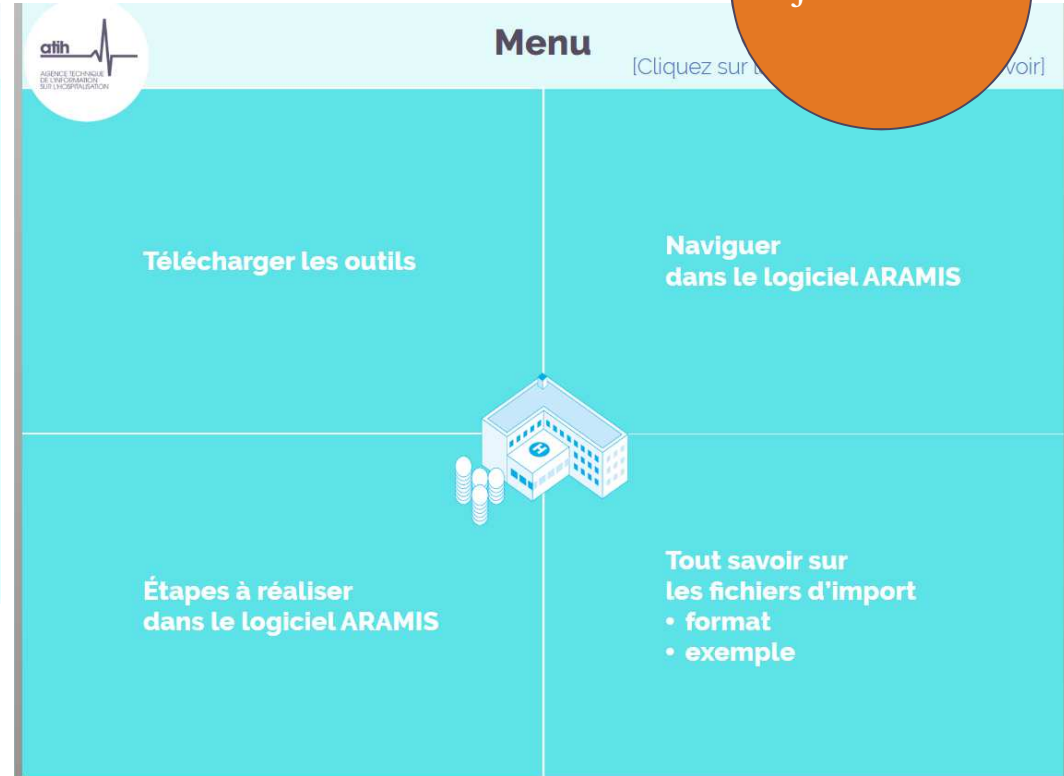 atih
AGENCE TECHNIQUE
DE L'INFORMATION
SUR L'HOSPITALISATION
Menu
[Cliquez sur voir]
Télécharger les outils
Naviguer
dans le logiciel ARAMIS
H
Étapes à réaliser
dans le logiciel ARAMIS
Tout savoir sur
les fichiers d'import
• format
• exemple